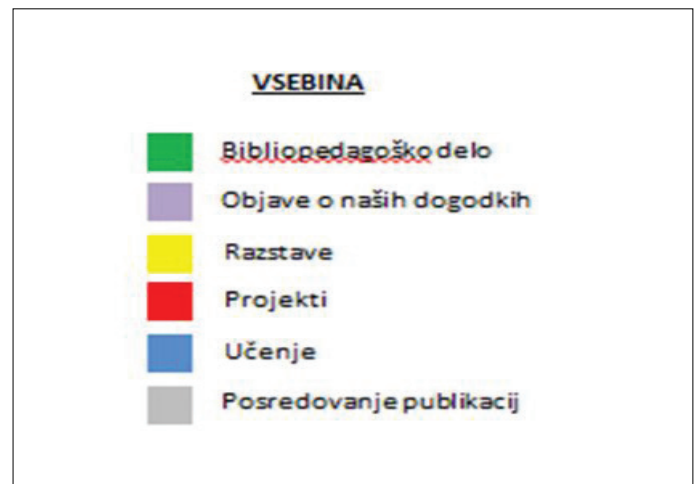 VSEBINA
Bibliopedagoško delo
Objave o naših dogodkih
Razstave
Projekti
Učenje
Posredovanje publikacij